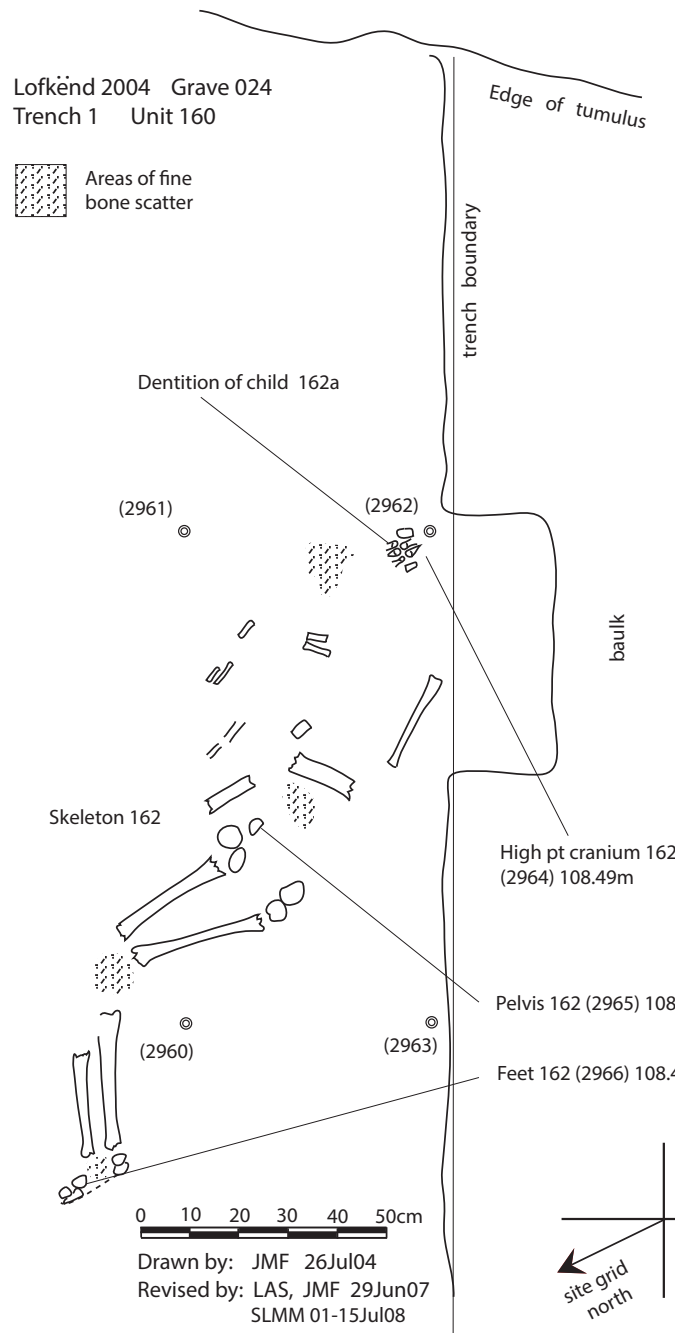 Lofkënd 2004 Grave 024
Trench 1 Unit 160
Areas of fine
bone scatter
Edge of tumulus
trench boundary
Dentition of child 162a
(2961)
(2962)
baulk
Skeleton 162
High pt cranium 162
(2964) 108.49m
Pelvis 162 (2965) 108
(2960)
(2963)
Feet 162 (2966) 108.4
0 10 20 30 40 50cm
Drawn by: JMF 26Jul04
Revised by: LAS, JMF 29Jun07
SLMM 01-15Jul08
site grid
north